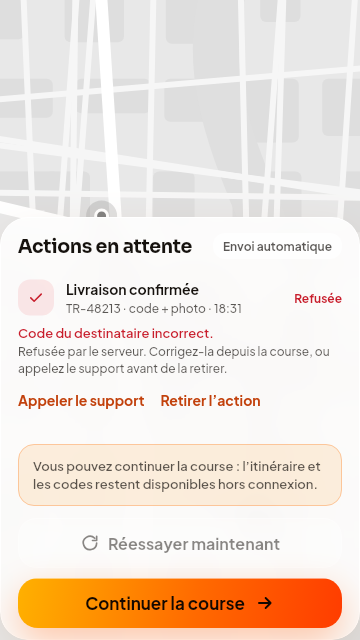 Actions en attente
Envoi automatique
Livraison confirmée
TR-48213 · code + photo · 18:31
Refusée
Code du destinataire incorrect.
Refusée par le serveur. Corrigez-la depuis la course, ou
appelez le support avant de la retirer.
Appeler le support
Retirer l’action
Vous pouvez continuer la course : l’itinéraire et
les codes restent disponibles hors connexion.
Réessayer maintenant
Continuer la course →